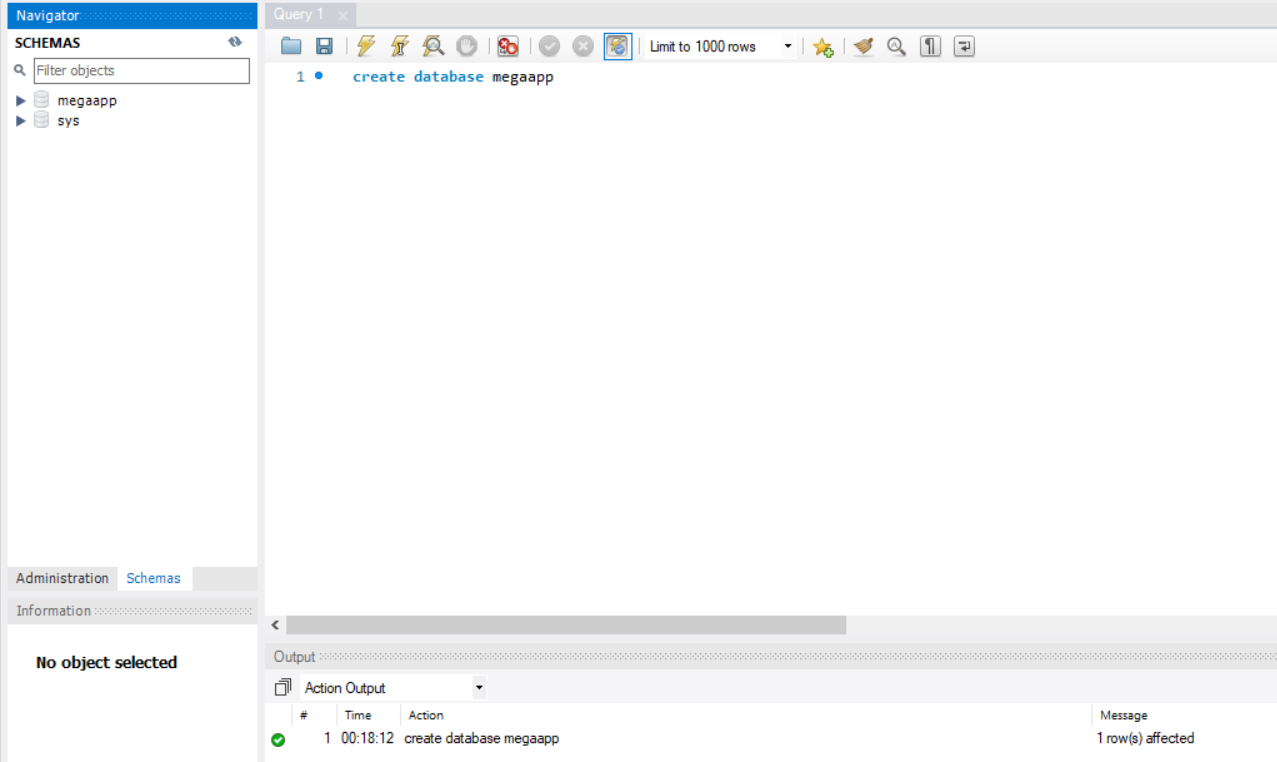 Navigator
SCHEMAS
Filter objects
megaapp
sys
Administration Schemas
Information
No object selected
Query 1
Limit to 1000 rows
1 create database megaapp
Output
Action Output
# Time Action Message
1 00:18:12 create database megaapp 1 row(s) affected